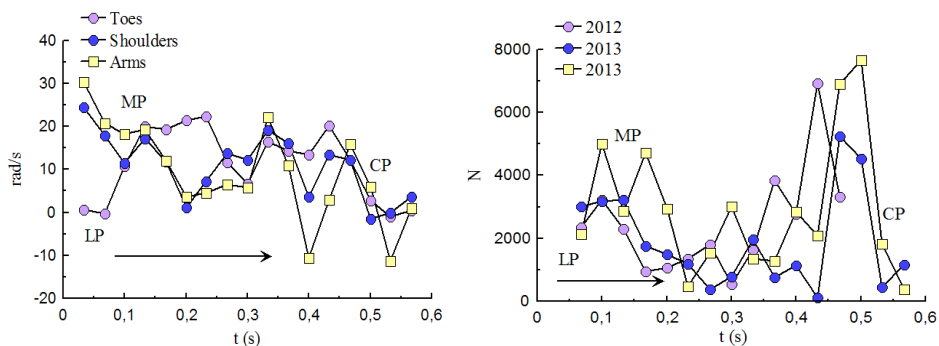 Toes
Shoulders
Arms
40
30
20
10
0
-10
-20
rad/s
MP
LP
CP
0
0,1
0,2
0,3
0,4
0,5
0,6
t (s)
2012
2013
2013
8000
6000
4000
2000
0
N
MP
LP
CP
0
0,1
0,2
0,3
0,4
0,5
0,6
t (s)